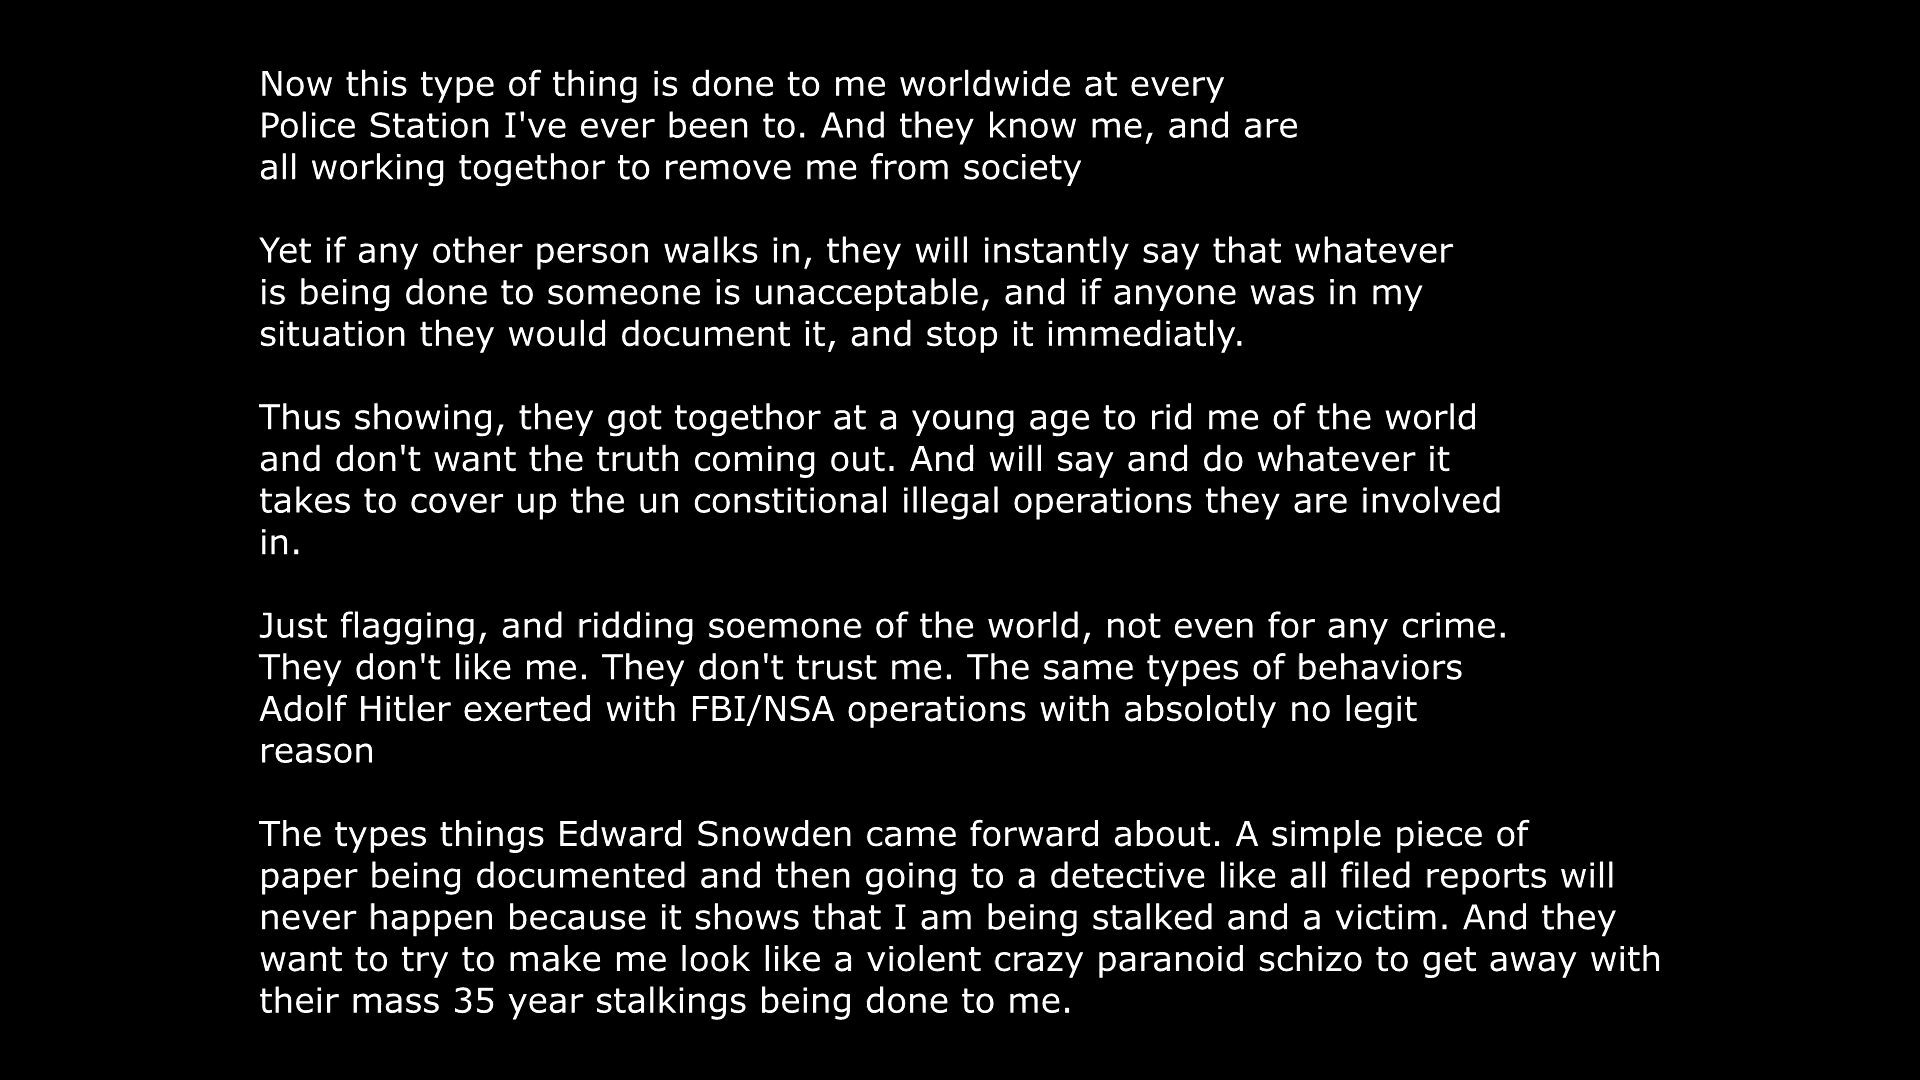 Now this type of thing is done to me worldwide at every
Police Station I've ever been to. And they know me, and are
all working togethor to remove me from society
Yet if any other person walks in, they will instantly say that whatever
is being done to someone is unacceptable, and if anyone was in my
situation they would document it, and stop it immediatly.
Thus showing, they got togethor at a young age to rid me of the world
and don't want the truth coming out. And will say and do whatever it
takes to cover up the un constitional illegal operations they are involved
in.
Just flagging, and ridding soemone of the world, not even for any crime.
They don't like me. They don't trust me. The same types of behaviors
Adolf Hitler exerted with FBI/NSA operations with absolotly no legit
reason
The types things Edward Snowden came forward about. A simple piece of
paper being documented and then going to a detective like all filed reports will
never happen because it shows that I am being stalked and a victim. And they
want to try to make me look like a violent crazy paranoid schizo to get away with
their mass 35 year stalkings being done to me.